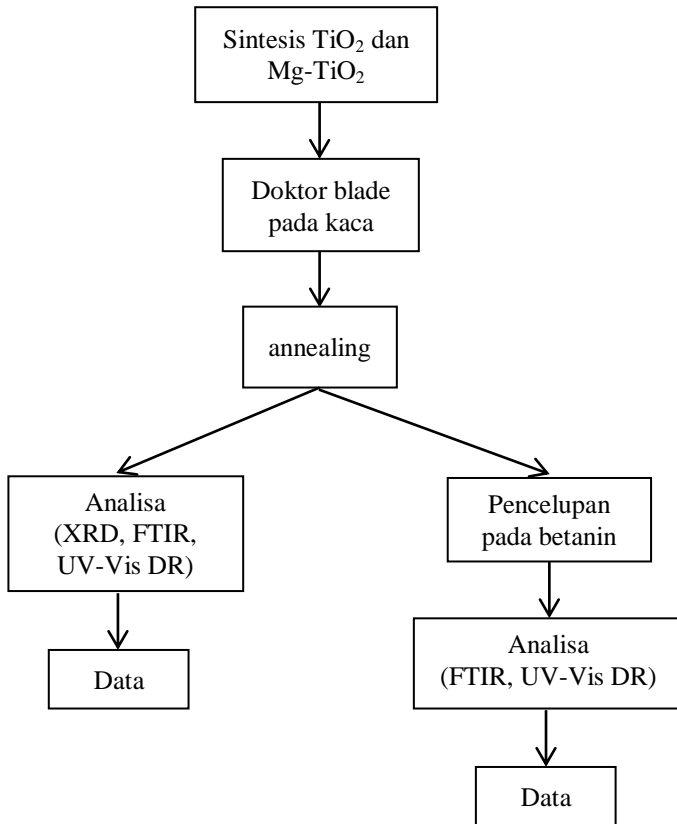 Sintesis TiO₂ dan
Mg-TiO₂
Doktor blade
pada kaca
annealing
Analisa
(XRD, FTIR,
UV-Vis DR)
Data
Pencelupan
pada betanin
Analisa
(FTIR, UV-Vis DR)
Data